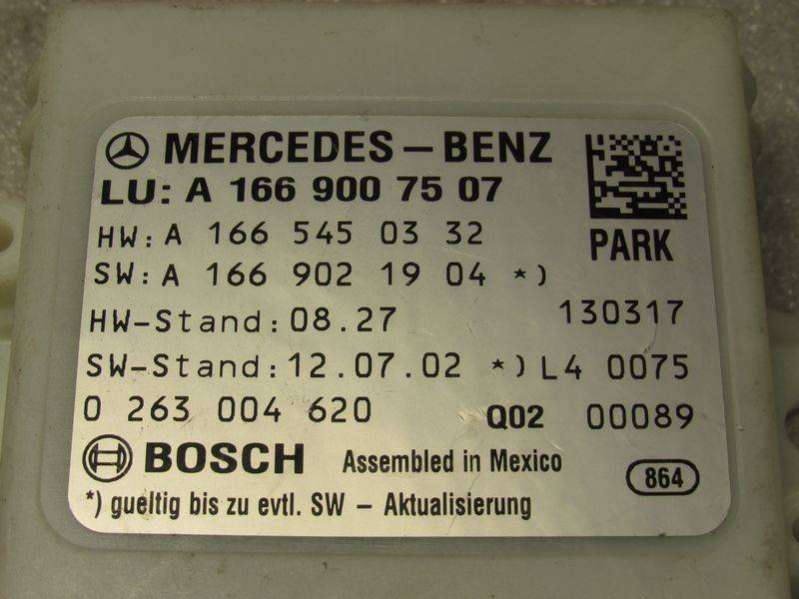 MERCEDES-BENZ
LU: A 166 900 75 07
PARK
HW: A 166 545 03 32
SW: A 166 902 19 04 *)
HW-Stand: 08.27 130317
SW-Stand: 12.07.02 *) L4 0075
0 263 004 620 Q02 00089
BOSCH Assembled in Mexico 864
*) gueltig bis zu evtl. SW - Aktualisierung